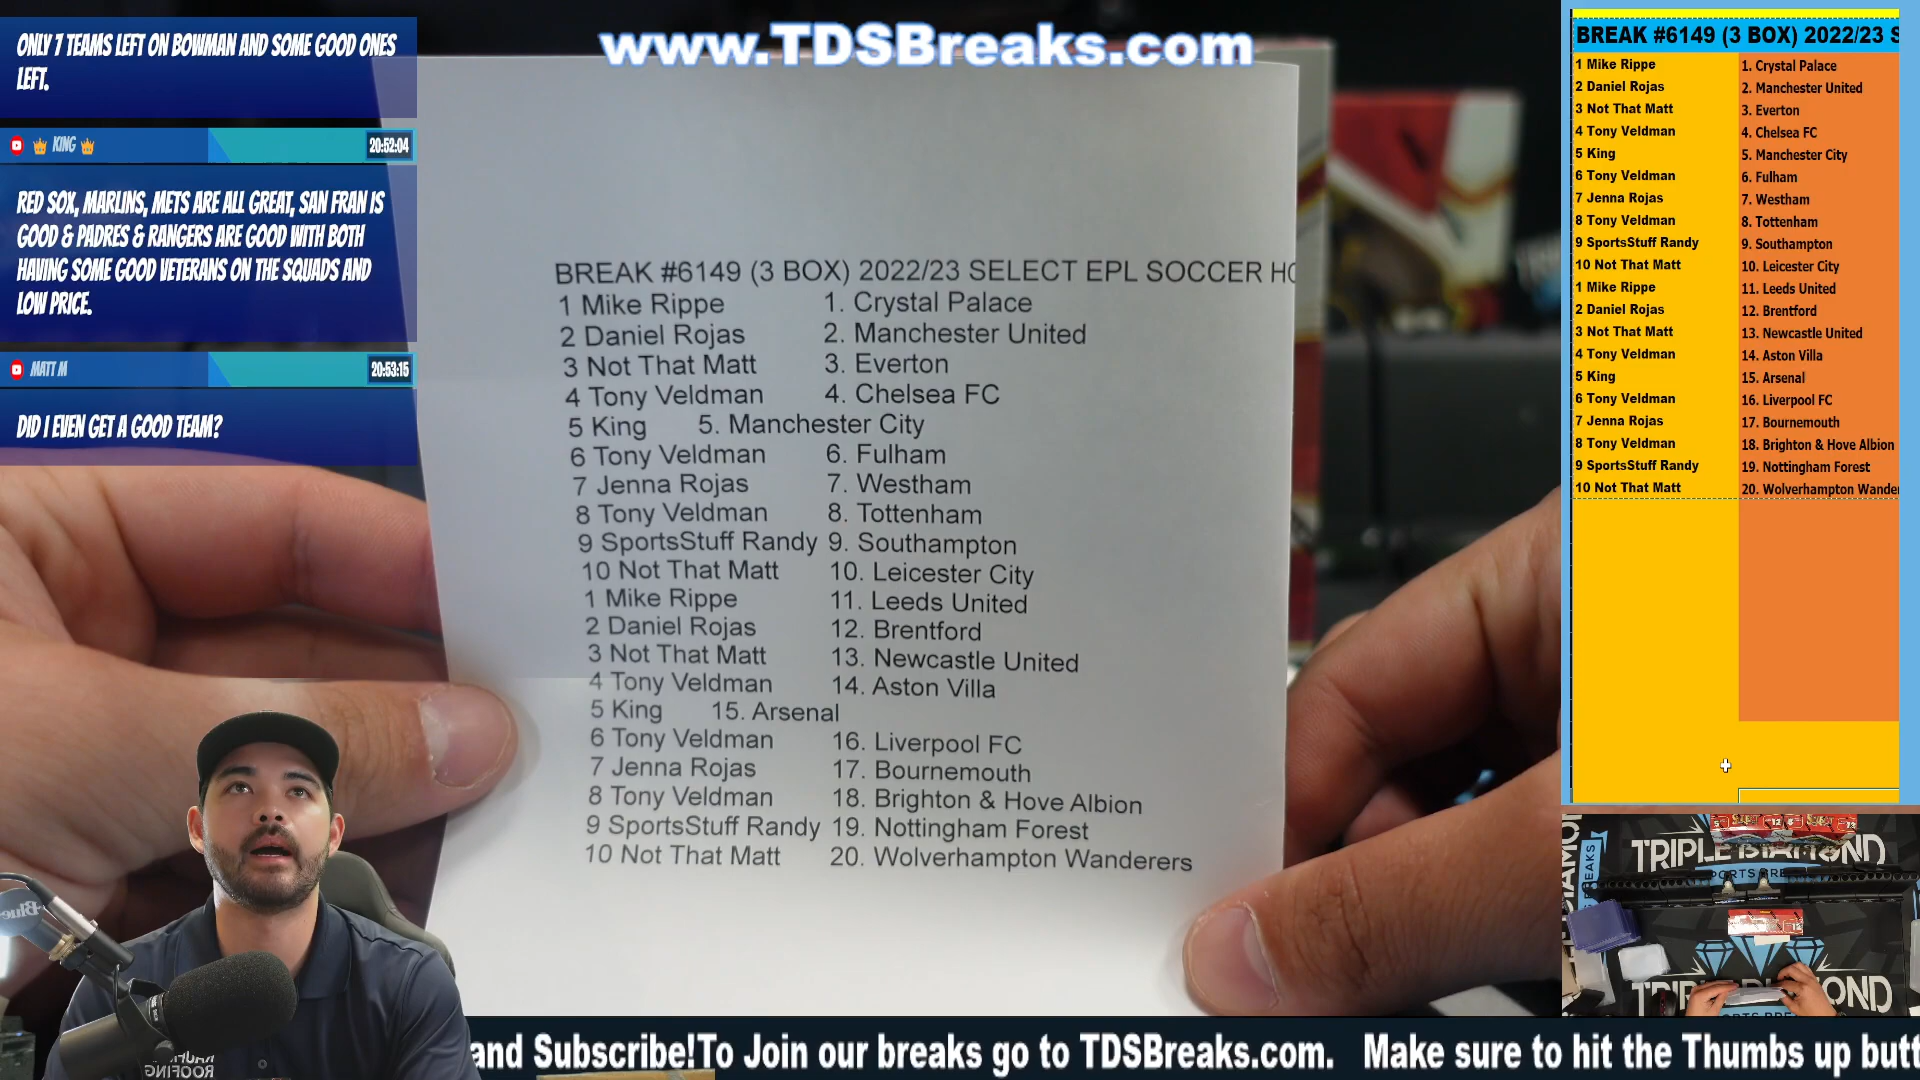 ONLY 7 TEAMS LEFT ON BOWMAN AND SOME GOOD ONES
LEFT.
KING
20:52:04
RED SOX, MARLINS, METS ARE ALL GREAT, SAN FRAN IS
GOOD & PADRES & RANGERS ARE GOOD WITH BOTH
HAVING SOME GOOD VETERANS ON THE SQUADS AND
LOW PRICE.
MATT M
20:53:15
DID I EVEN GET A GOOD TEAM?
www.TDSBreaks.com
BREAK #6149 (3 BOX) 2022/23 SELECT EPL SOCCER HO
1 Mike Rippe 1. Crystal Palace
2 Daniel Rojas 2. Manchester United
3 Not That Matt 3. Everton
4 Tony Veldman 4. Chelsea FC
5 King 5. Manchester City
6 Tony Veldman 6. Fulham
7 Jenna Rojas 7. Westham
8 Tony Veldman 8. Tottenham
9 SportsStuff Randy 9. Southampton
10 Not That Matt 10. Leicester City
1 Mike Rippe 11. Leeds United
2 Daniel Rojas 12. Brentford
3 Not That Matt 13. Newcastle United
4 Tony Veldman 14. Aston Villa
5 King 15. Arsenal
6 Tony Veldman 16. Liverpool FC
7 Jenna Rojas 17. Bournemouth
8 Tony Veldman 18. Brighton & Hove Albion
9 SportsStuff Randy 19. Nottingham Forest
10 Not That Matt 20. Wolverhampton Wanderers
BREAK #6149 (3 BOX) 2022/23 S
1 Mike Rippe 1. Crystal Palace
2 Daniel Rojas 2. Manchester United
3 Not That Matt 3. Everton
4 Tony Veldman 4. Chelsea FC
5 King 5. Manchester City
6 Tony Veldman 6. Fulham
7 Jenna Rojas 7. Westham
8 Tony Veldman 8. Tottenham
9 SportsStuff Randy 9. Southampton
10 Not That Matt 10. Leicester City
1 Mike Rippe 11. Leeds United
2 Daniel Rojas 12. Brentford
3 Not That Matt 13. Newcastle United
4 Tony Veldman 14. Aston Villa
5 King 15. Arsenal
6 Tony Veldman 16. Liverpool FC
7 Jenna Rojas 17. Bournemouth
8 Tony Veldman 18. Brighton & Hove Albion
9 SportsStuff Randy 19. Nottingham Forest
10 Not That Matt 20. Wolverhampton Wander
TRIPLE DIAMOND
BREAKS
Blue
ROOFING
and Subscribe!To Join our breaks go to TDSBreaks.com. Make sure to hit the Thumbs up butt